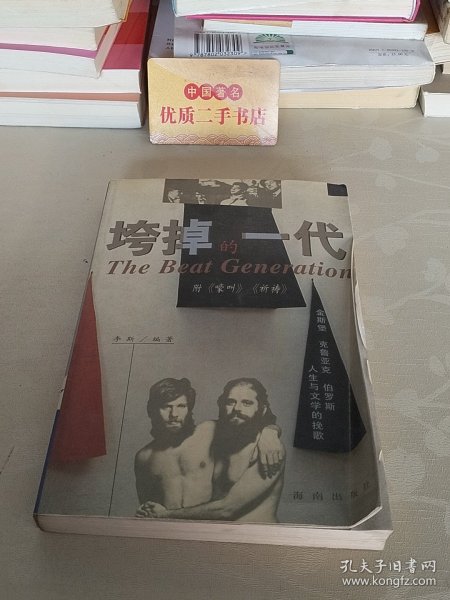 中国著名
优质二手书店
垮掉的一代
The Beat Generation
附《嚎叫》《祈祷》
李斯/编著
金斯堡 克鲁亚克 伯罗斯
人生与文学的挽歌
海南出版社
孔夫子旧书网
www.kongfz.com